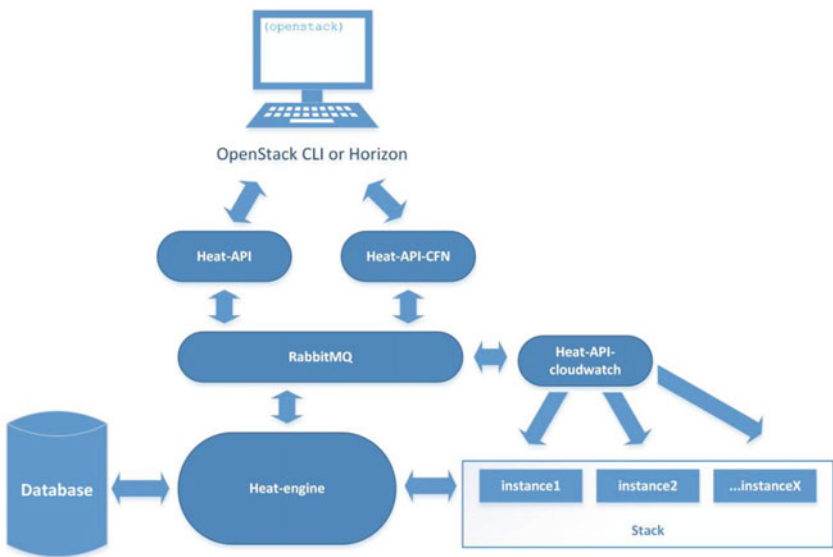 (openstack)
OpenStack CLI or Horizon
Heat-API
Heat-API-CFN
RabbitMQ
Heat-API-
cloudwatch
Database
Heat-engine
instance1
instance2
...instanceX
Stack